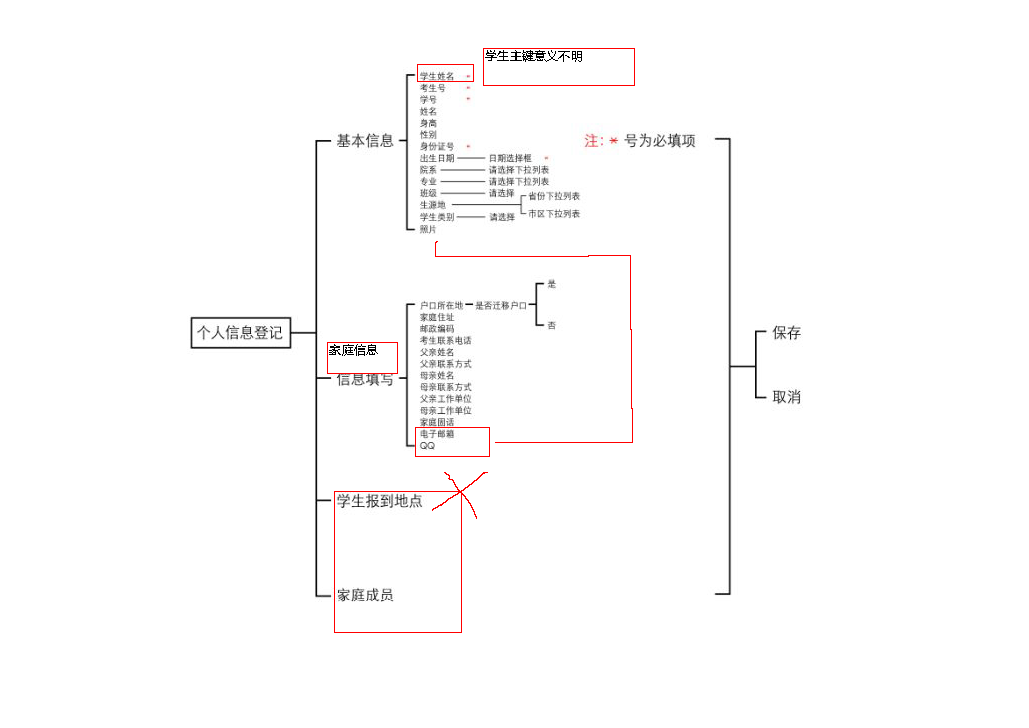 学生主键意义不明
学生姓名 *
考生号 *
学号 *
姓名
身高
性别
身份证号 *
出生日期 日期选择框 *
院系 请选择下拉列表
专业 请选择下拉列表
班级 请选择
生源地 省份下拉列表
市区下拉列表
学生类别 请选择
照片
基本信息
注：* 号为必填项
个人信息登记
家庭信息
信息填写
户口所在地 是否迁移户口
是
否
家庭住址
邮政编码
考生联系电话
父亲姓名
父亲联系方式
母亲姓名
母亲联系方式
父亲工作单位
母亲工作单位
家庭固话
电子邮箱
QQ
学生报到地点
家庭成员
保存
取消